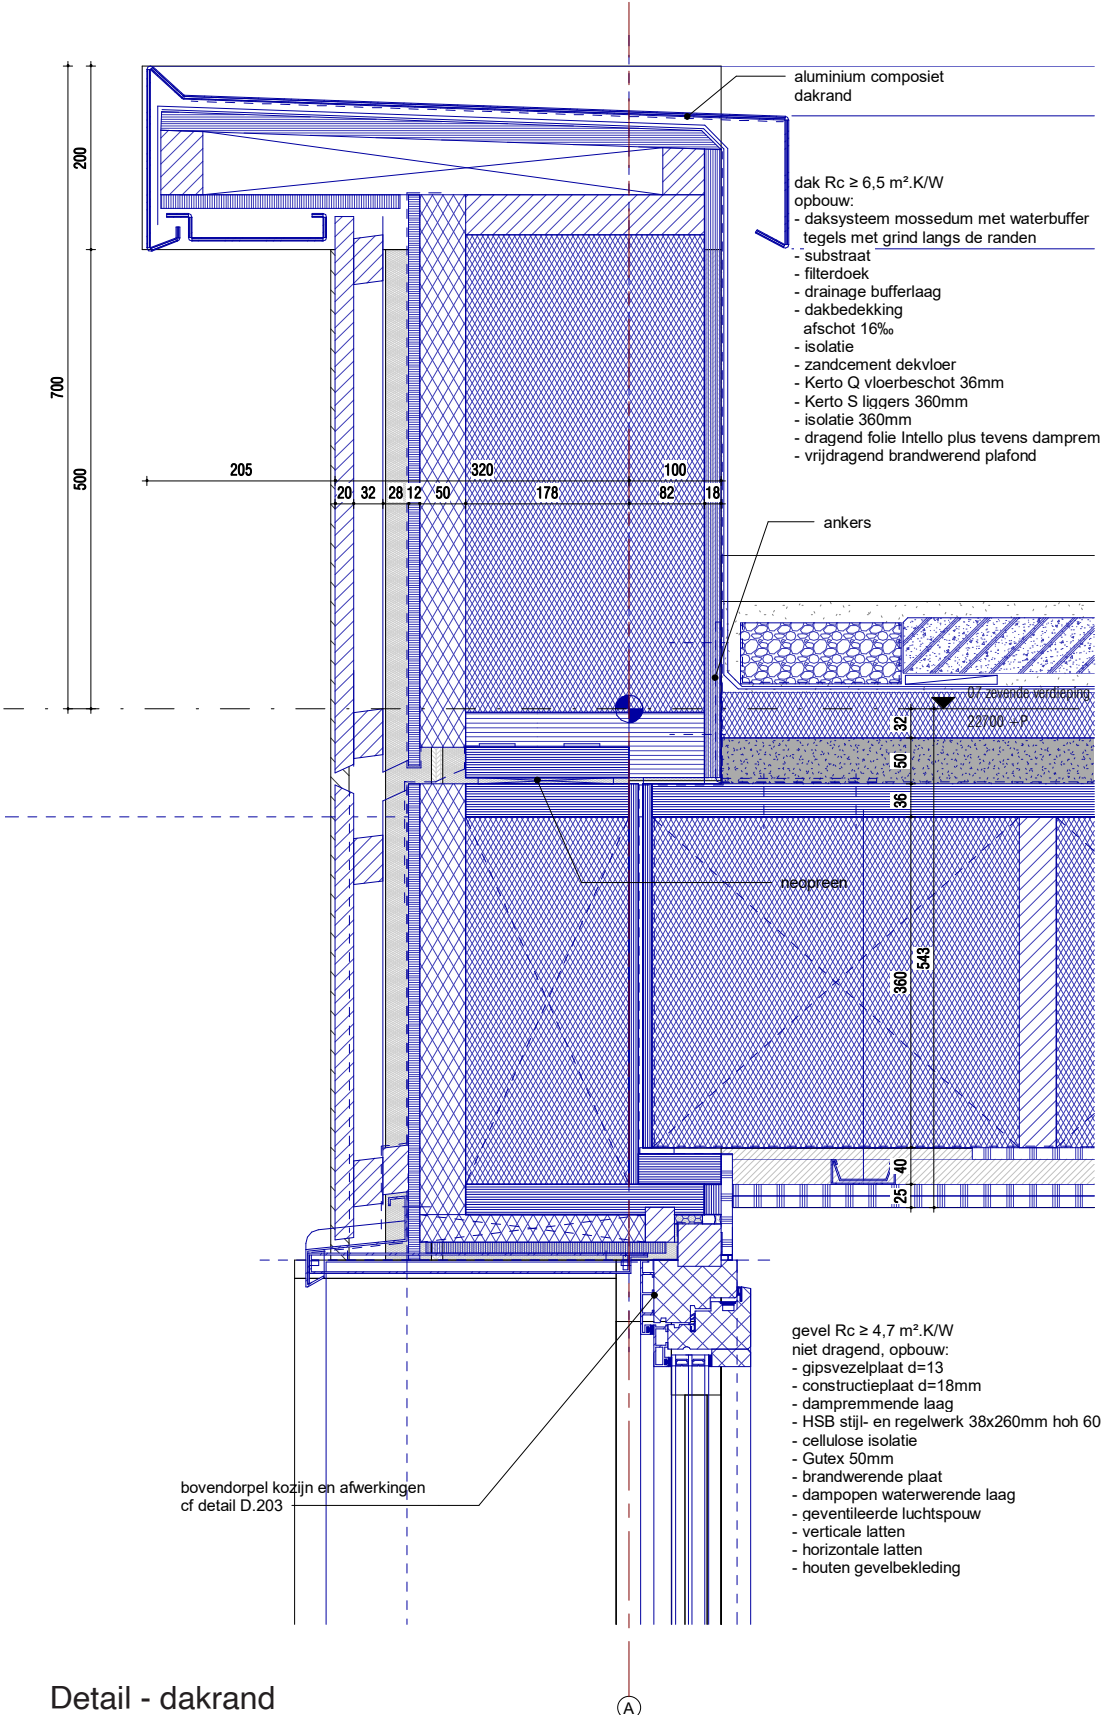 aluminium composiet
dakrand
200
dak Rc ≥ 6,5 m².K/W
opbouw:
- daksysteem mossedum met waterbuffer
tegels met grind langs de randen
- substraat
- filterdoek
- drainage bufferlaag
- dakbedekking
afschot 16‰
- isolatie
- zandcement dekvloer
- Kerto Q vloerbeschot 36mm
- Kerto S liggers 360mm
- isolatie 360mm
- dragend folie Intello plus tevens damprem
- vrijdragend brandwerend plafond
700
500
205
320
100
20
32
28
12
50
178
82
18
ankers
07 zevende verdieping
22700 +P
32
50
36
neopreen
543
360
40
25
gevel Rc ≥ 4,7 m².K/W
niet dragend, opbouw:
- gipsvezelplaat d=13
- constructieplaat d=18mm
- dampremmende laag
- HSB stijl- en regelwerk 38x260mm hoh 60
- cellulose isolatie
- Gutex 50mm
- brandwerende plaat
- dampopen waterwerende laag
- geventileerde luchtspouw
- verticale latten
- horizontale latten
- houten gevelbekleding
bovendorpel kozijn en afwerkingen
cf detail D.203
Detail - dakrand
A